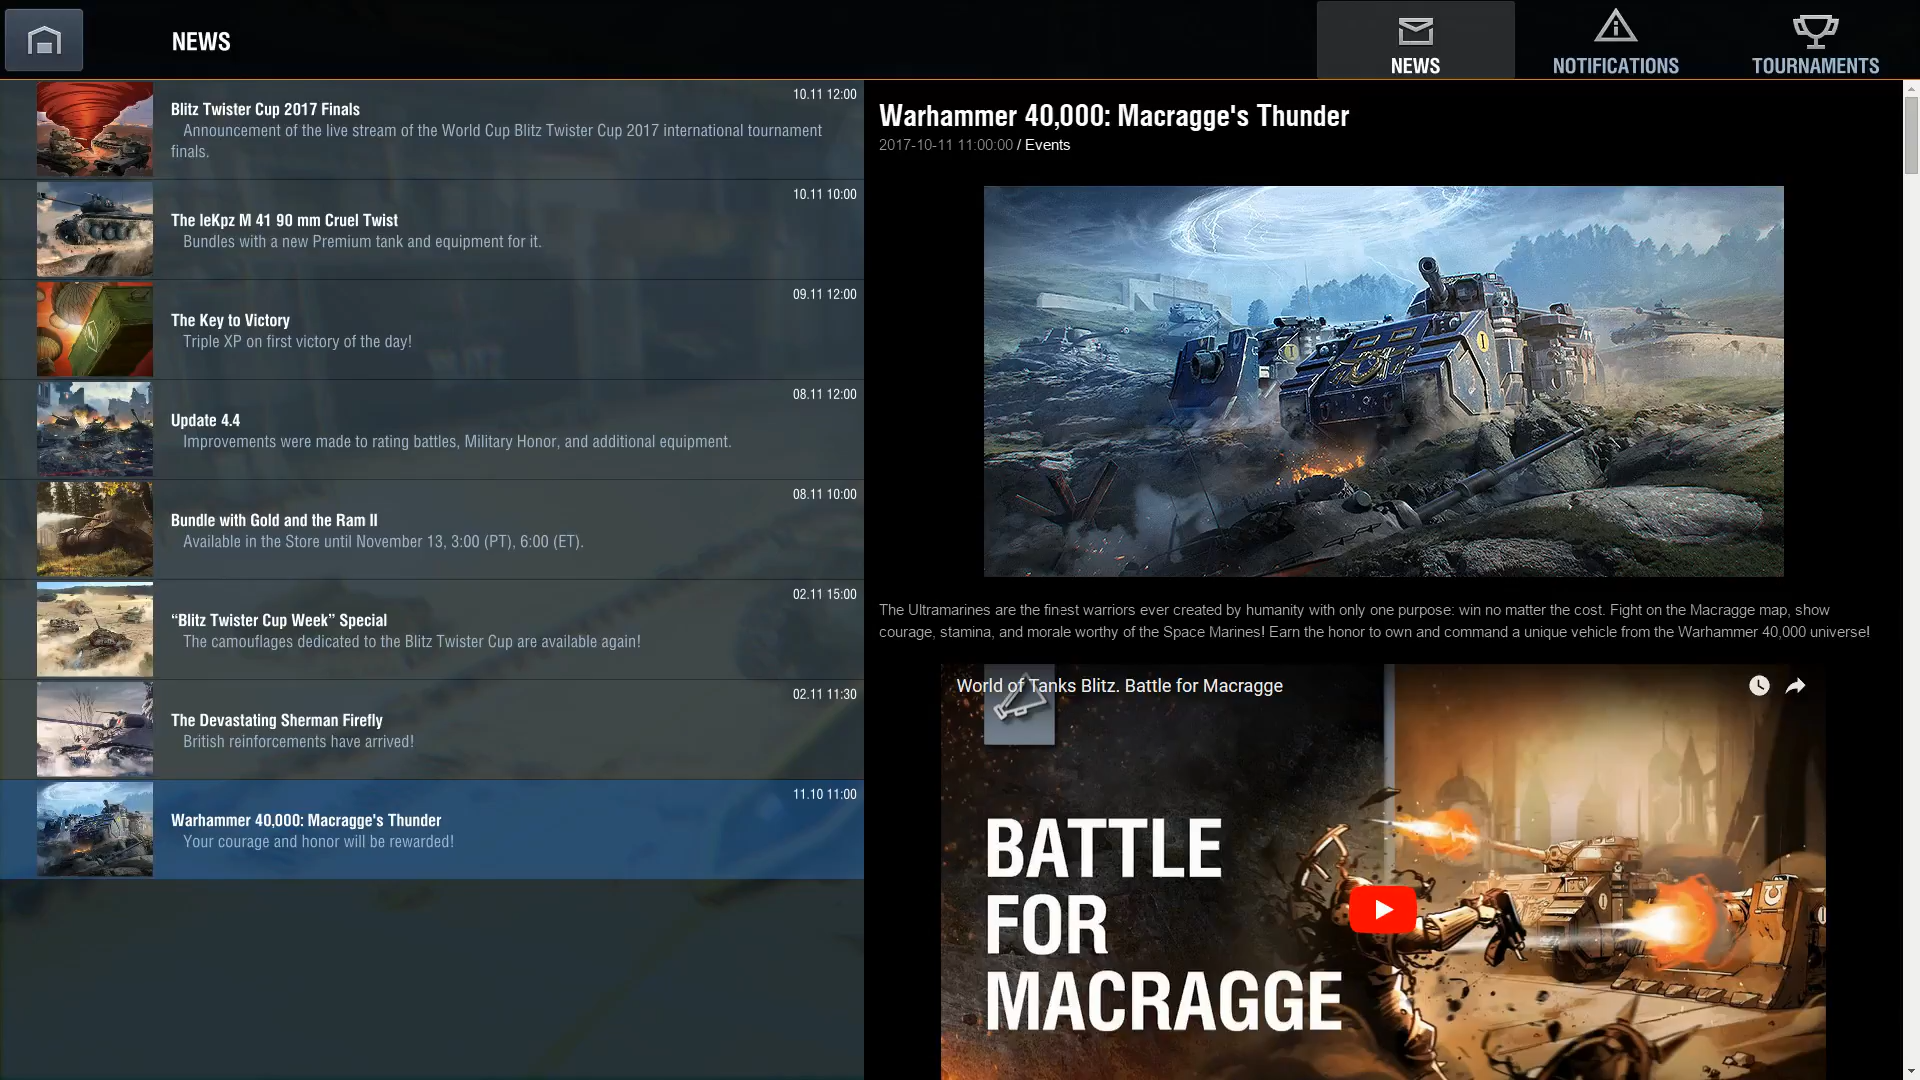 NEWS
NEWS
NOTIFICATIONS
TOURNAMENTS
10.11 12:00
Blitz Twister Cup 2017 Finals
Announcement of the live stream of the World Cup Blitz Twister Cup 2017 international tournament
finals.
10.11 10:00
The leKpz M 41 90 mm Cruel Twist
Bundles with a new Premium tank and equipment for it.
09.11 12:00
The Key to Victory
Triple XP on first victory of the day!
08.11 12:00
Update 4.4
Improvements were made to rating battles, Military Honor, and additional equipment.
08.11 10:00
Bundle with Gold and the Ram II
Available in the Store until November 13, 3:00 (PT), 6:00 (ET).
02.11 15:00
“Blitz Twister Cup Week” Special
The camouflages dedicated to the Blitz Twister Cup are available again!
02.11 11:30
The Devastating Sherman Firefly
British reinforcements have arrived!
11.10 11:00
Warhammer 40,000: Macragge's Thunder
Your courage and honor will be rewarded!
Warhammer 40,000: Macragge's Thunder
2017-10-11 11:00:00 / Events
The Ultramarines are the finest warriors ever created by humanity with only one purpose: win no matter the cost. Fight on the Macragge map, show
courage, stamina, and morale worthy of the Space Marines! Earn the honor to own and command a unique vehicle from the Warhammer 40,000 universe!
World of Tanks Blitz. Battle for Macragge
BATTLE
FOR
MACRAGGE